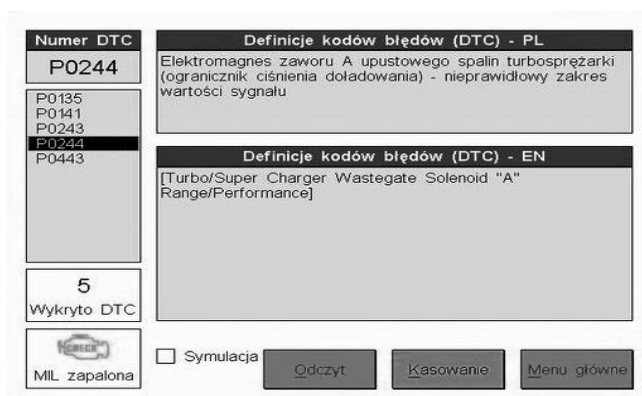 Numer DTC
P0244
P0135
P0141
P0243
P0244
P0443
5
Wykryto DTC
CHECK
MIL zapalona
Definicje kodów błędów (DTC) - PL
Elektromagnes zaworu A upustowego spalin turbosprężarki
(ogranicznik ciśnienia doładowania) - nieprawidłowy zakres
wartości sygnału
Definicje kodów błędów (DTC) - EN
[Turbo/Super Charger Wastegate Solenoid "A"
Range/Performance]
Symulacja
Odczyt
Kasowanie
Menu główne